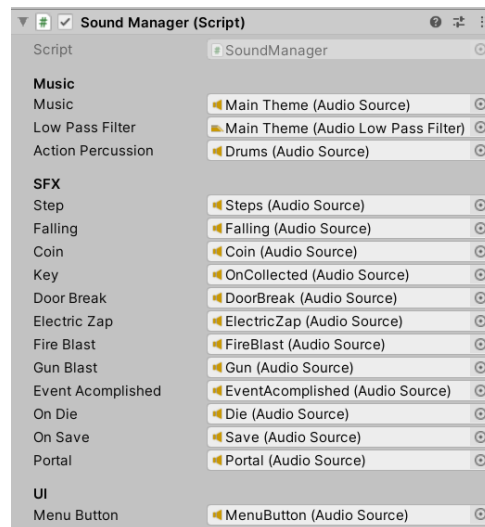 Sound Manager (Script)
Script SoundManager
Music
Music Main Theme (Audio Source)
Low Pass Filter Main Theme (Audio Low Pass Filter)
Action Percussion Drums (Audio Source)
SFX
Step Steps (Audio Source)
Falling Falling (Audio Source)
Coin Coin (Audio Source)
Key OnCollected (Audio Source)
Door Break DoorBreak (Audio Source)
Electric Zap ElectricZap (Audio Source)
Fire Blast FireBlast (Audio Source)
Gun Blast Gun (Audio Source)
Event Acomplished EventAcomplished (Audio Source)
On Die Die (Audio Source)
On Save Save (Audio Source)
Portal Portal (Audio Source)
UI
Menu Button MenuButton (Audio Source)